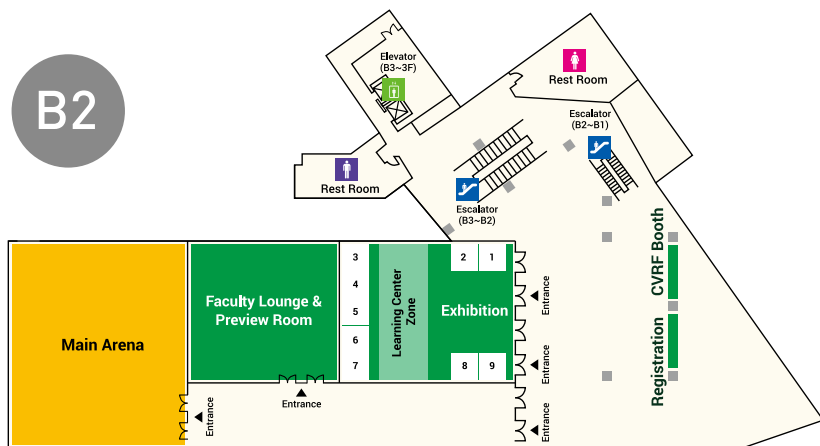 B2
Elevator
(B3~3F)
Rest Room
Escalator
(B2~B1)
Rest Room
Escalator
(B3~B2)
Main Arena
Faculty Lounge &
Preview Room
Entrance
Entrance
3
4
5
6
7
Learning Center
Zone
2
1
Exhibition
8
9
Entrance
Entrance
Entrance
CVRF Booth
Registration